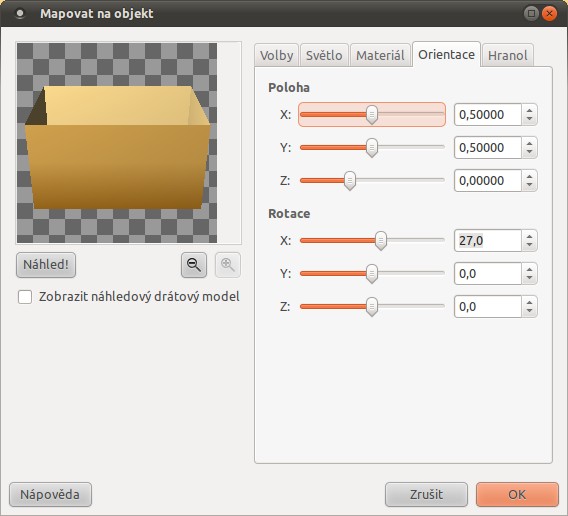 Mapovat na objekt
Volby Světlo Materiál Orientace Hranol
Poloha
X: 0,50000
Y: 0,50000
Z: 0,00000
Rotace
X: 27,0
Y: 0,0
Z: 0,0
Náhled!
Zobrazit náhledový drátový model
Nápověda Zrušit OK